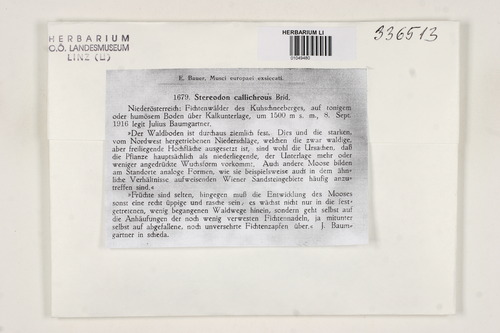 HERBARIUM
O.Ö. LANDESMUSEUM
LINZ (LI)
HERBARIUM LI
01049480
336513
E. Bauer, Musci europaei exsiccati.
1679. Stereodon callichrous Brid.
Niederösterreich: Fichtenwälder des Kuhschneeberges, auf tonigem
oder humösem Boden über Kalkunterlage, um 1500 m s. m., 8. Sept.
1916 legit Julius Baumgartner.
»Der Waldboden ist durchaus ziemlich fest. Dies und die starken,
vom Nordwest hergetriebenen Niederschläge, welchen die zwar waldige,
aber freiliegende Hochfläche ausgesetzt ist, sind wohl die Ursachen, daß
die Pflanze hauptsächlich als niederliegende, der Unterlage mehr oder
weniger angedrückte Wuchsform vorkommt. Auch andere Moose bilden
am Standorte analoge Formen, wie sie beispielsweise auch in dem ähn-
liche Verhältnisse aufweisenden Wiener Sandsteingebiete häufig anzu-
treffen sind.«
»Früchte sind selten, hingegen muß die Entwicklung des Mooses
sonst eine recht üppige und rasche sein, es wächst nicht nur in die fest-
getretenen, wenig begangenen Waldwege hinein, sondern geht selbst auf
die Anhäufungen der noch wenig verwesten Fichtennadeln, ja mitunter
selbst auf abgefallene, noch unversehrte Fichtenzapfen über.« J. Baum-
gartner in scheda.